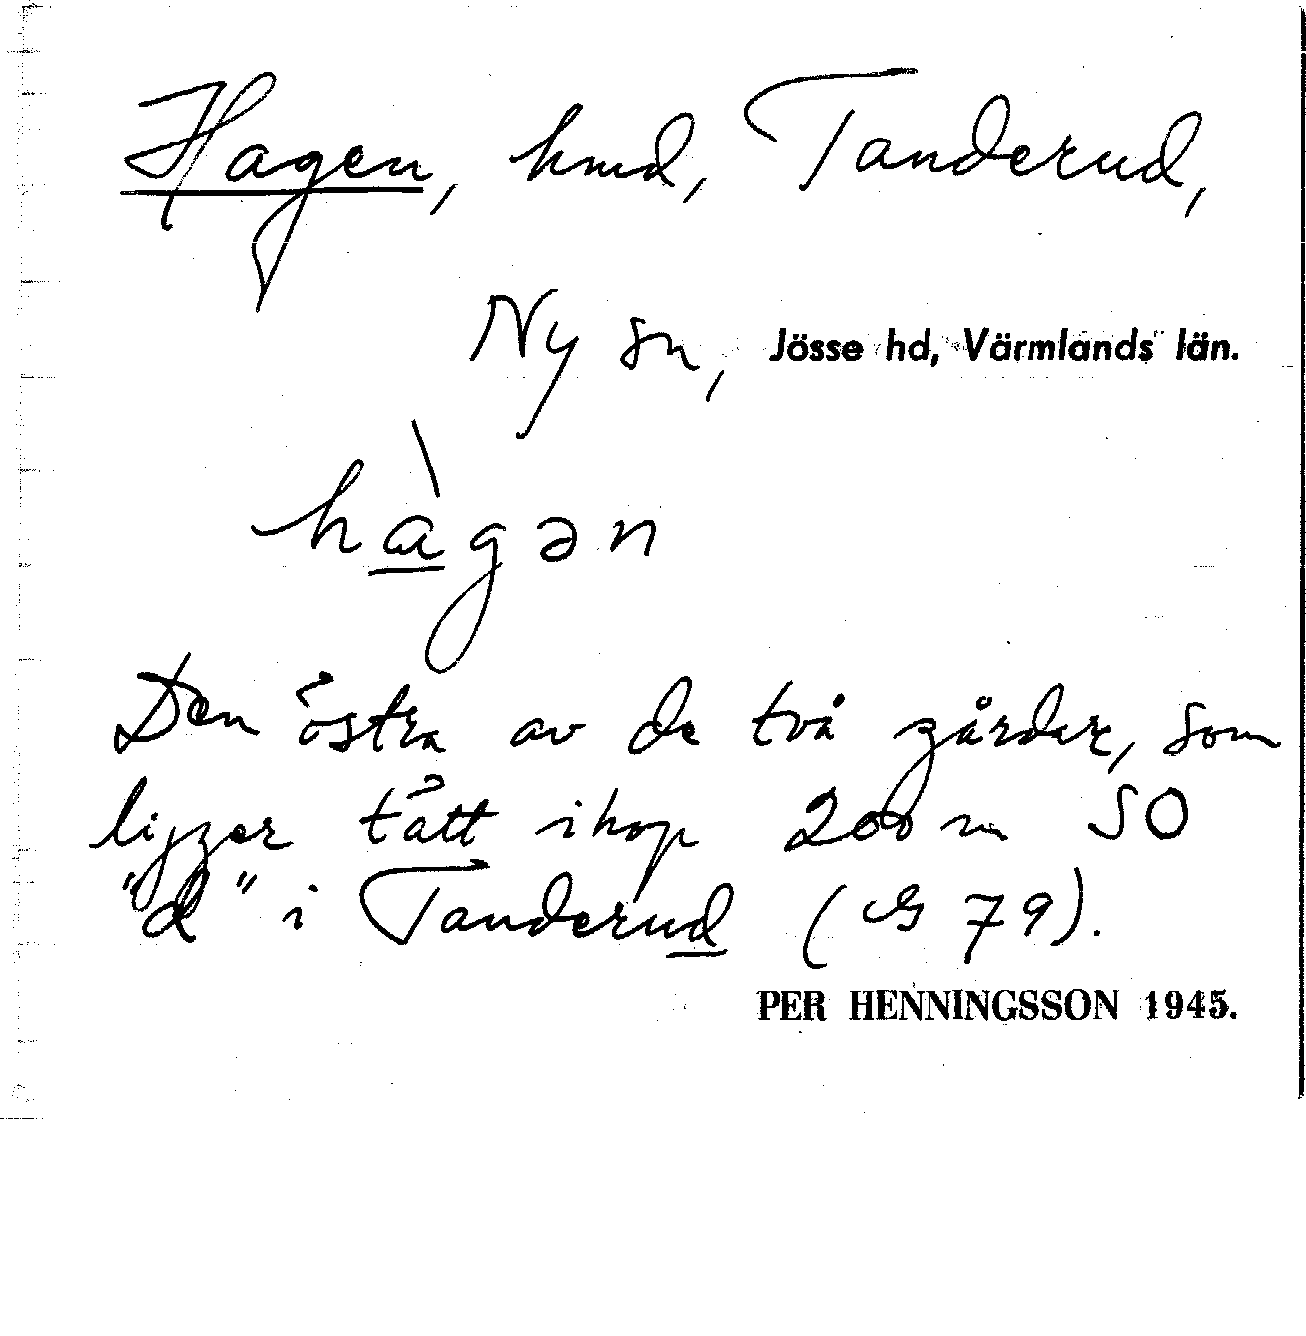 Hagen, hmd, Tanderud,
Ny sn, Jösse hd, Värmlands län.
hàgən
Den östra av de två gårdar, som
ligger tätt ihop 200 m SO
"d" i Tanderud ( 79).
PER HENNINGSSON 1945.